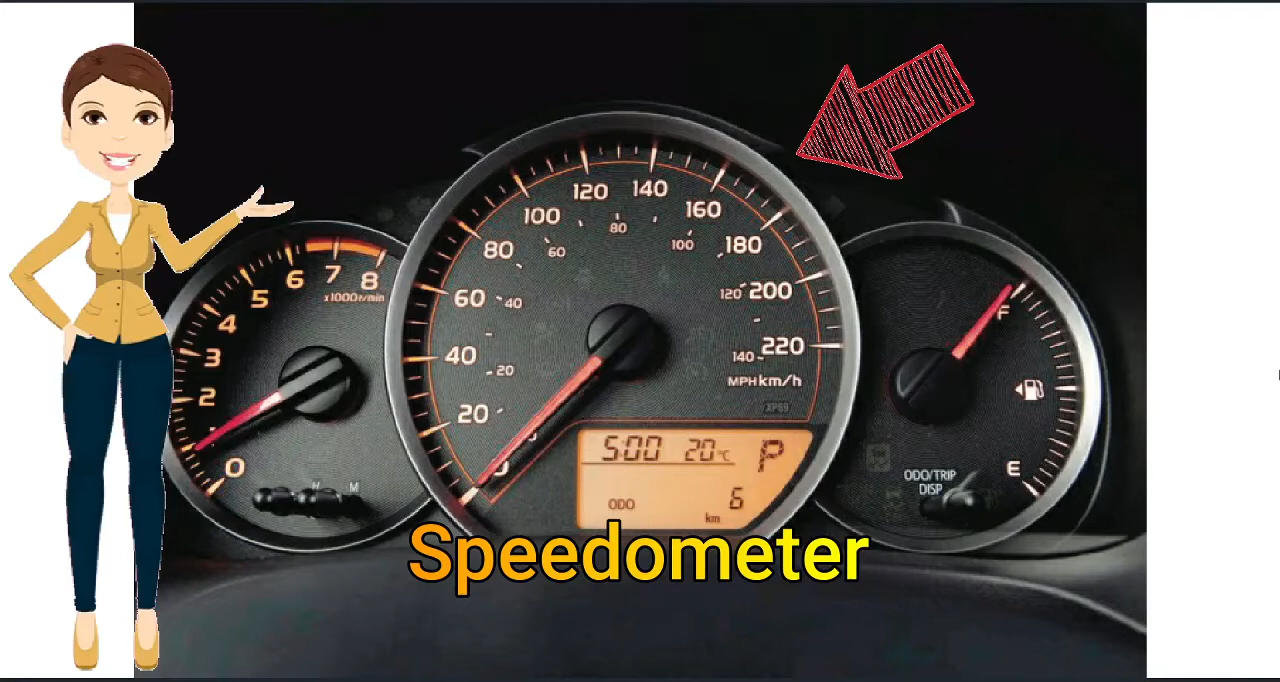 120 140
100 160
80 180
60 200
40 220
20
0
80
60 100
40 120
20 140
MPH km/h
6 7 8
5 x1000r/min
4
3
2
1
0
H M
5:00 20°C P
ODO 6
km
F
E
ODO/TRIP
DISP
Speedometer